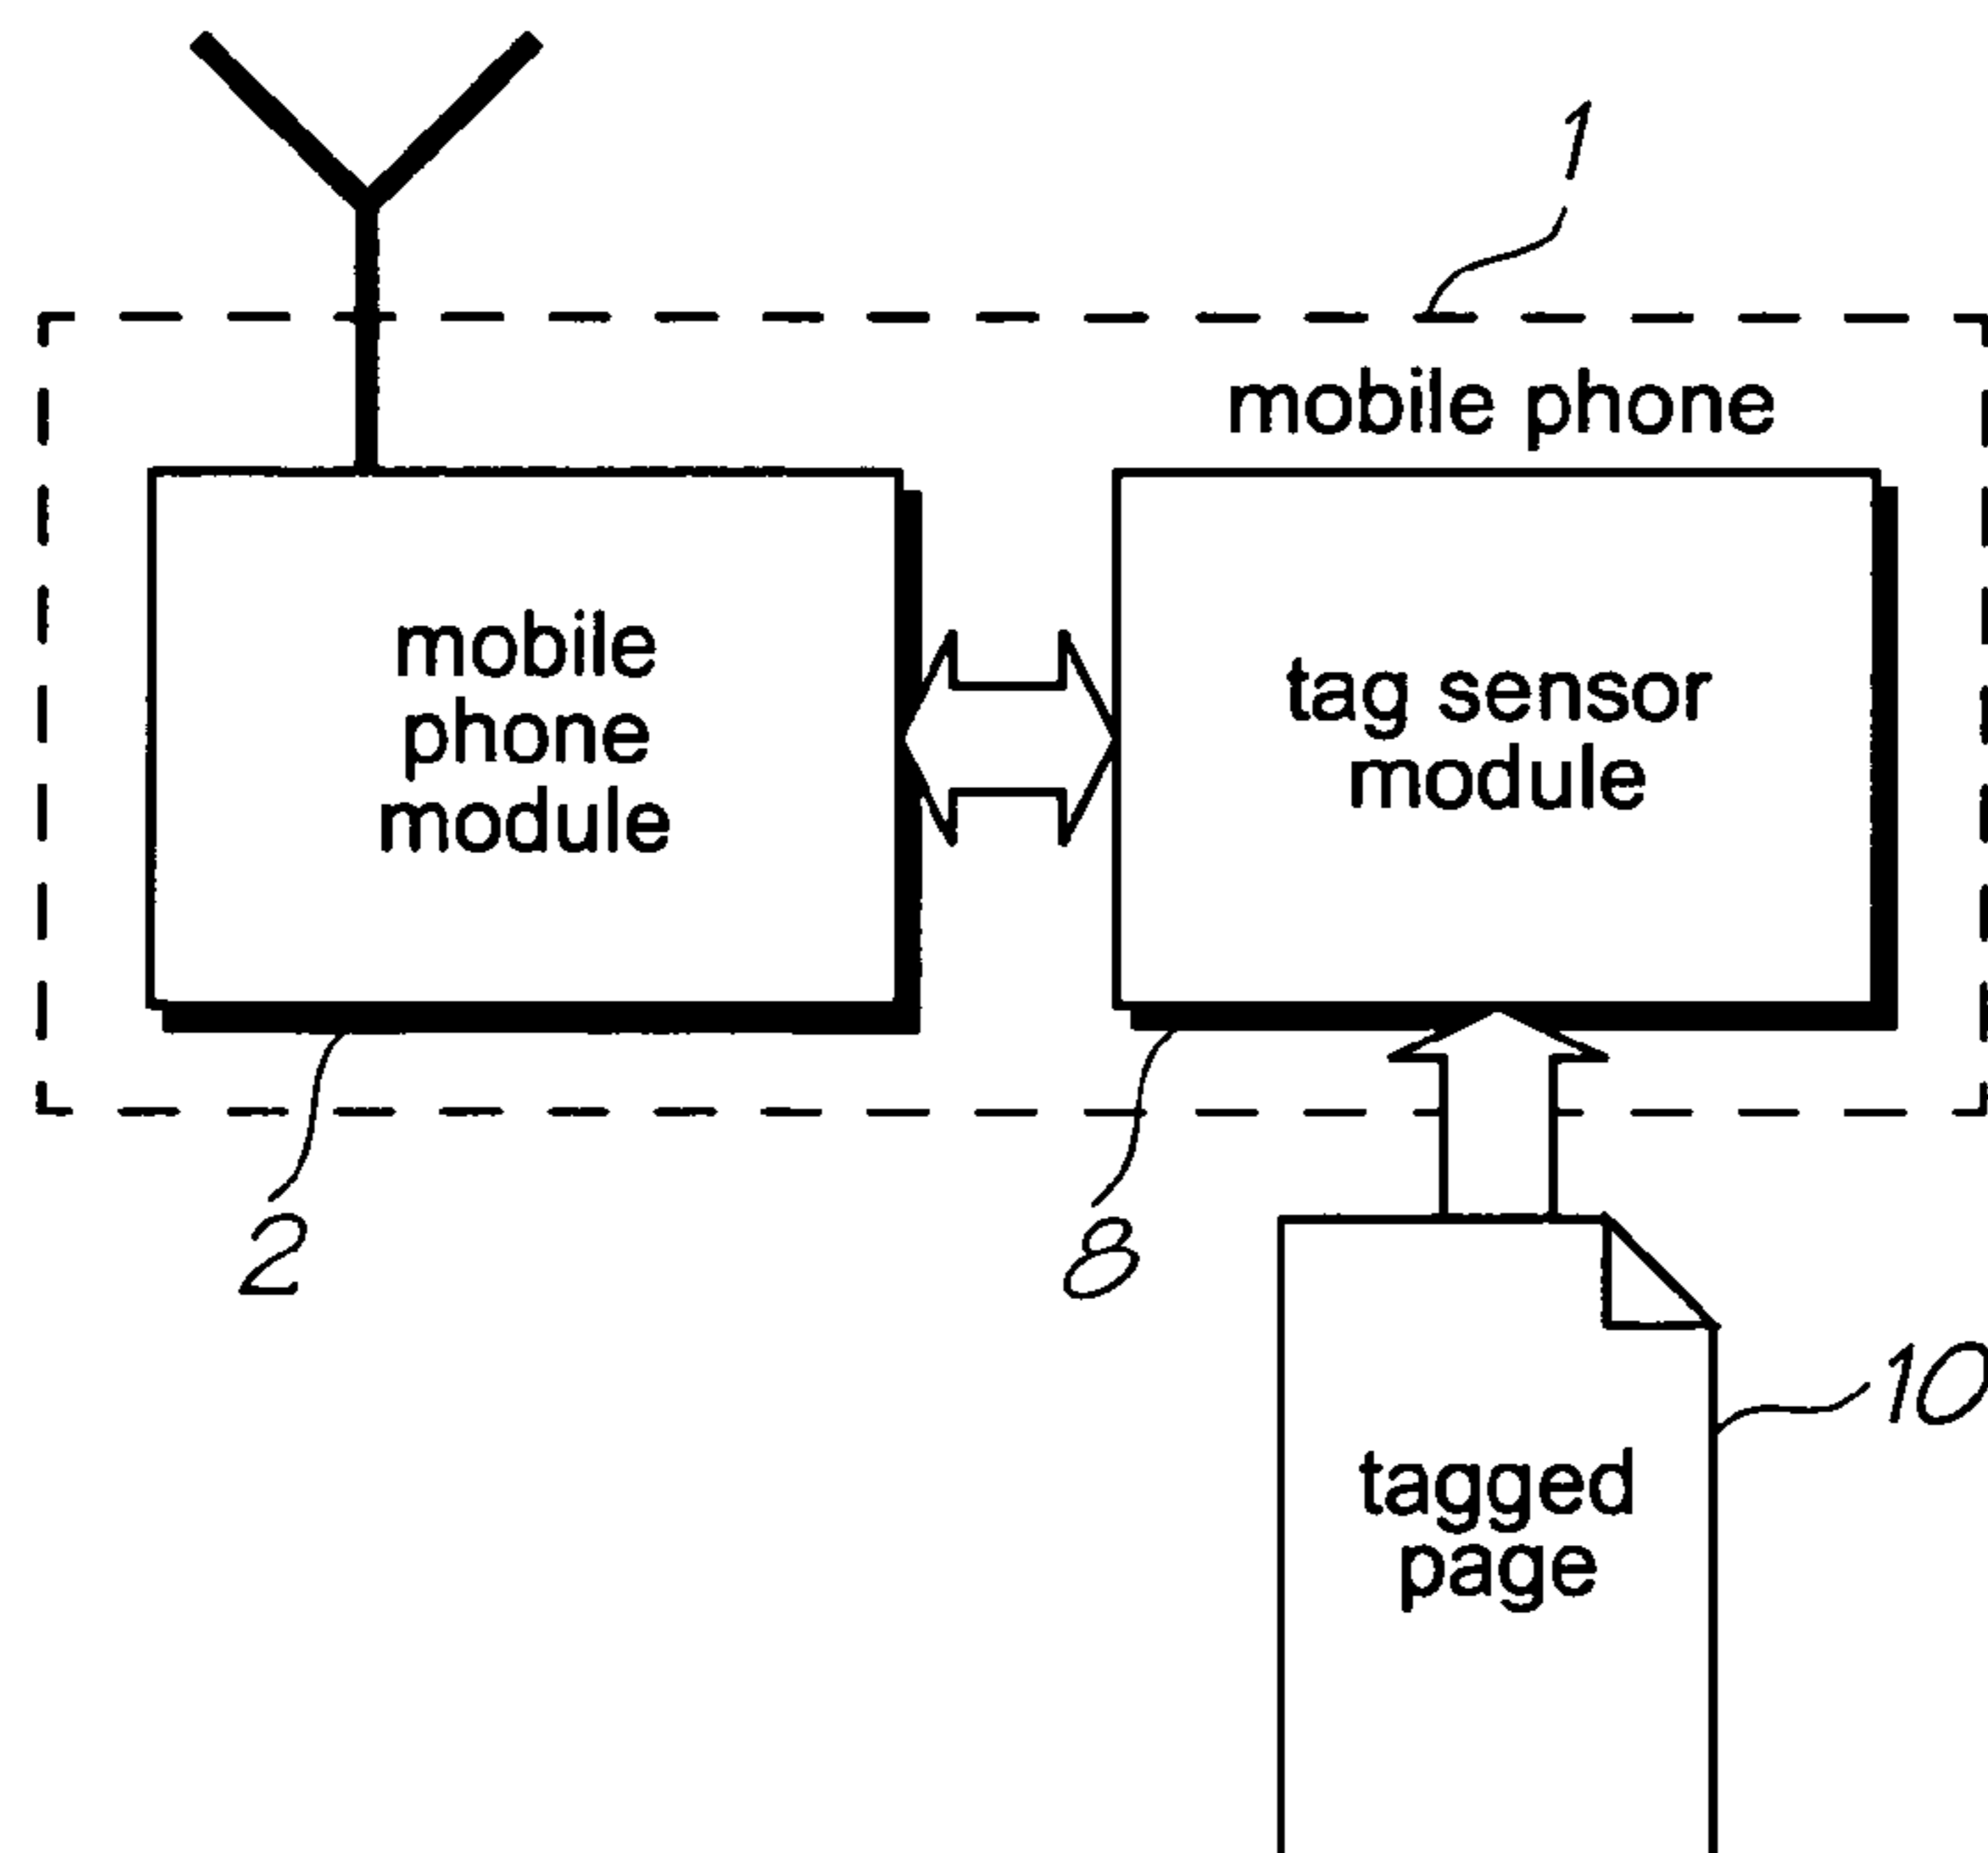 1
mobile phone
mobile
phone
module
tag sensor
module
2
8
10
tagged
page